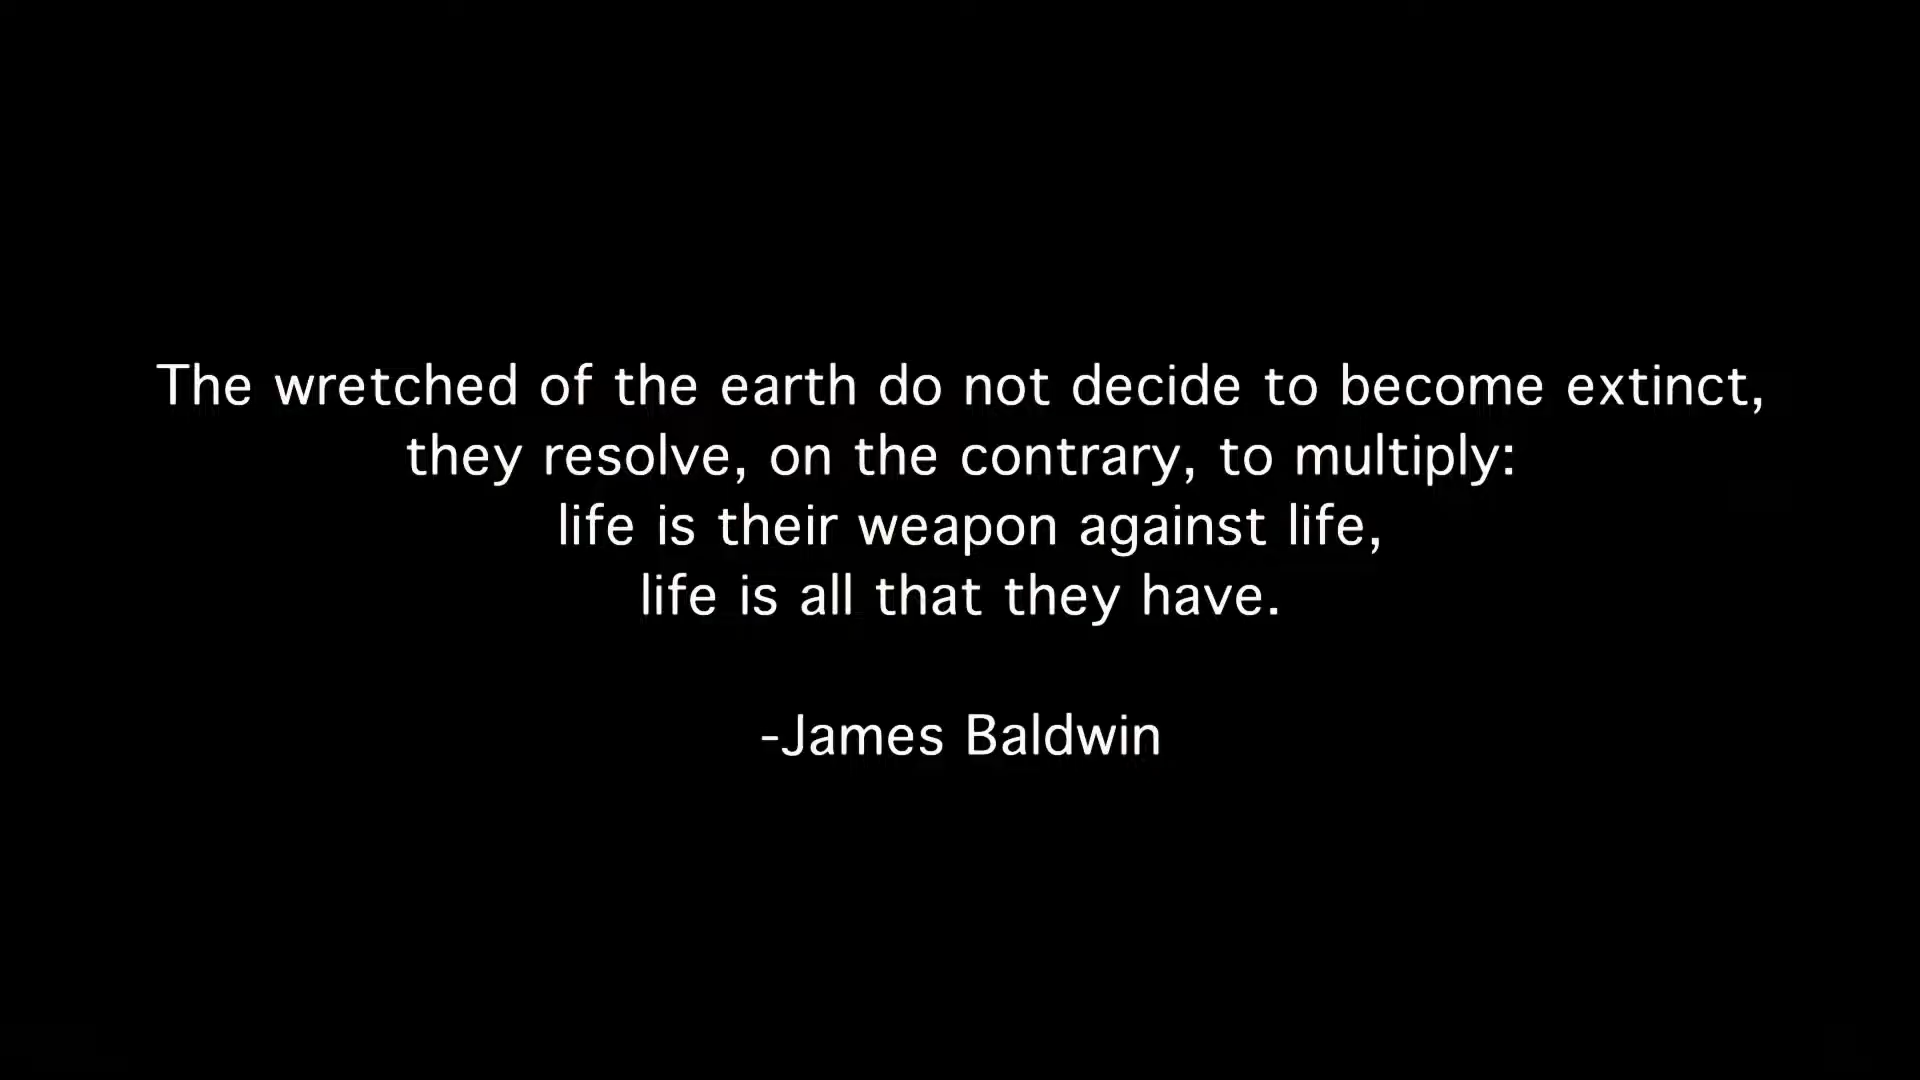 The wretched of the earth do not decide to become extinct,
they resolve, on the contrary, to multiply:
life is their weapon against life,
life is all that they have.
-James Baldwin